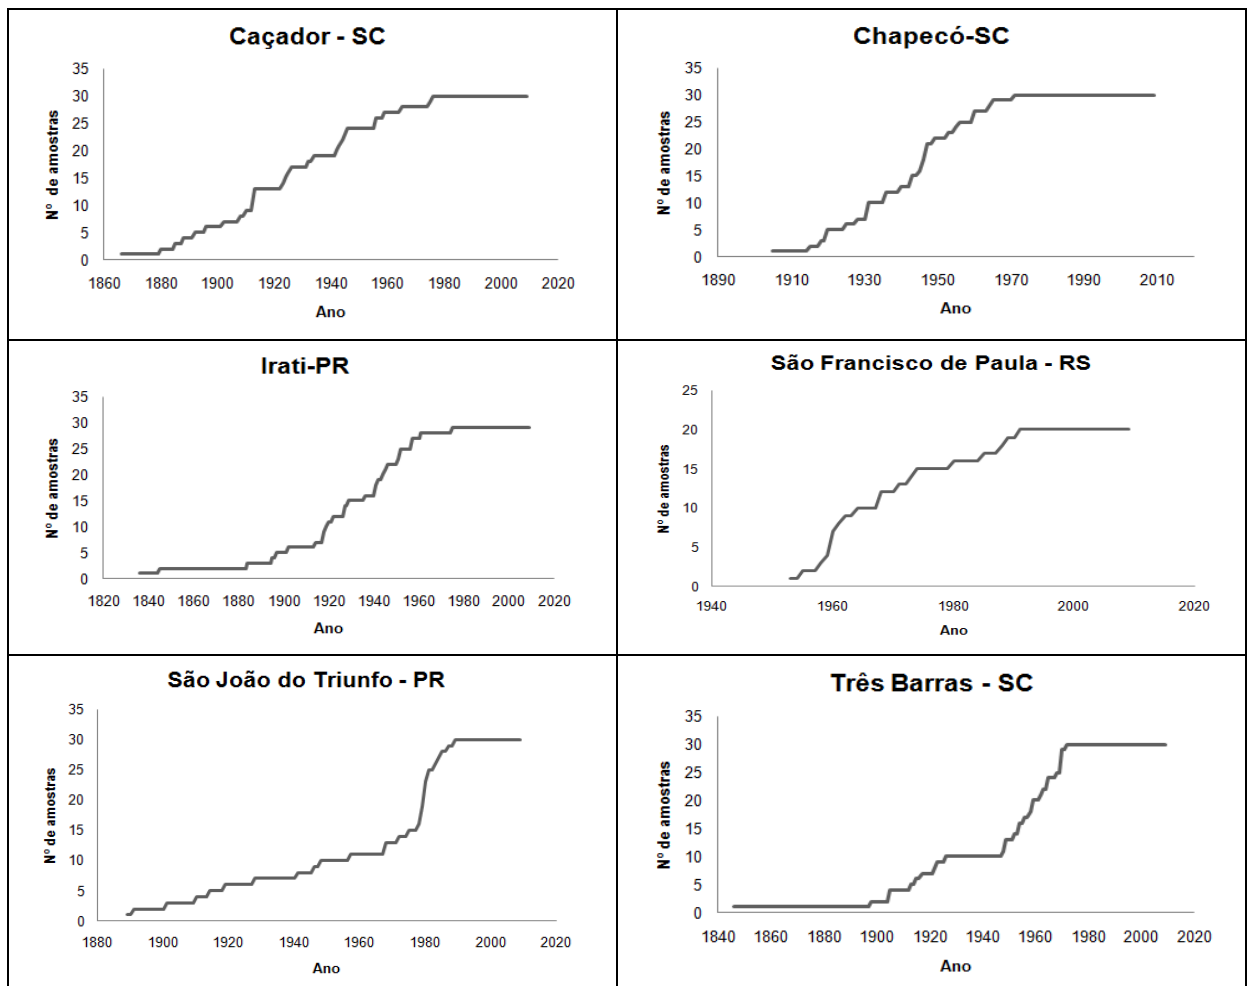 Caçador - SC
35
30
25
20
15
10
5
0
Nº de amostras
1860 1880 1900 1920 1940 1960 1980 2000 2020
Ano
Chapecó-SC
35
30
25
20
15
10
5
0
Nº de amostras
1890 1910 1930 1950 1970 1990 2010
Ano
Irati-PR
35
30
25
20
15
10
5
0
Nº de amostras
1820 1840 1860 1880 1900 1920 1940 1960 1980 2000 2020
Ano
São Francisco de Paula - RS
25
20
15
10
5
0
Nº de amostras
1940 1960 1980 2000 2020
Ano
São João do Triunfo - PR
35
30
25
20
15
10
5
0
Nº de amostras
1880 1900 1920 1940 1960 1980 2000 2020
Ano
Três Barras - SC
35
30
25
20
15
10
5
0
Nº de amostras
1840 1860 1880 1900 1920 1940 1960 1980 2000 2020
Ano